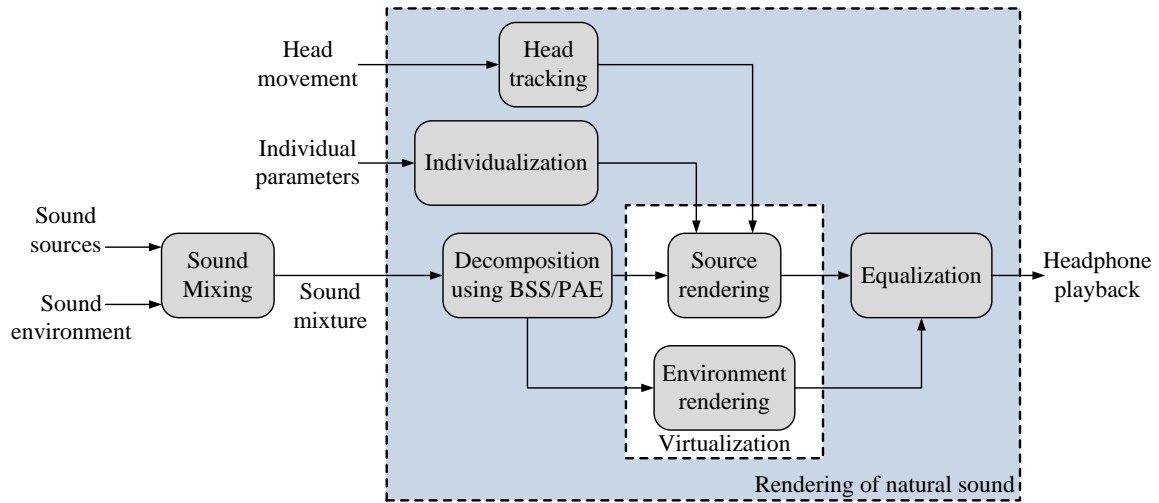 Head
movement
Head
tracking
Individual
parameters
Individualization
Sound
sources
Sound
environment
Sound
Mixing
Sound
mixture
Decomposition
using BSS/PAE
Source
rendering
Environment
rendering
Virtualization
Equalization
Headphone
playback
Rendering of natural sound